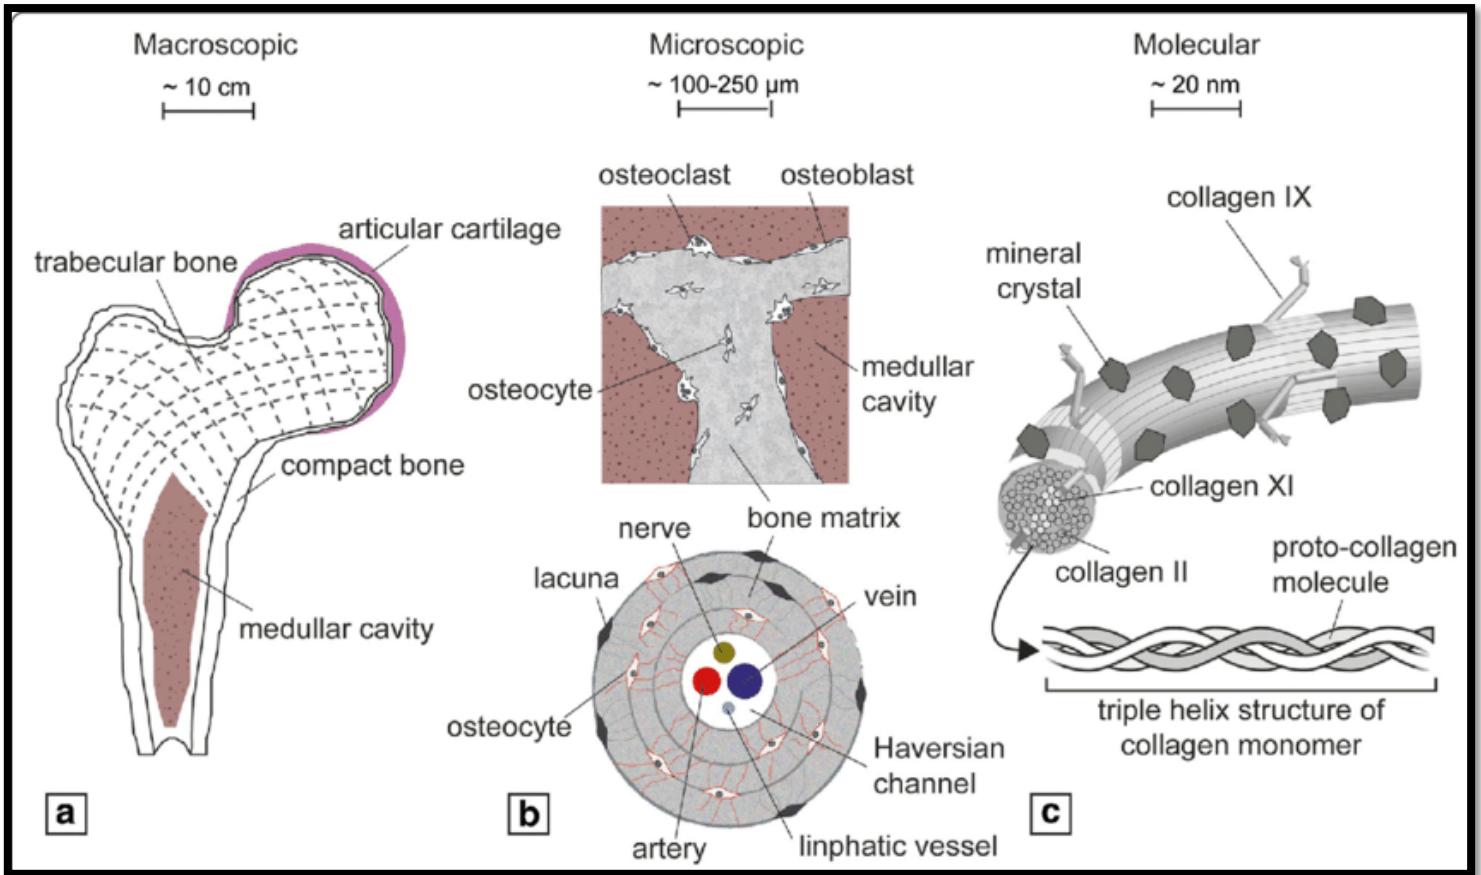 Macroscopic
~ 10 cm
articular cartilage
trabecular bone
compact bone
medullar cavity
a
Microscopic
~ 100-250 µm
osteoclast
osteoblast
osteocyte
medullar
cavity
bone matrix
nerve
lacuna
vein
osteocyte
Haversian
channel
artery
linphatic vessel
b
Molecular
~ 20 nm
collagen IX
mineral
crystal
collagen XI
collagen II
proto-collagen
molecule
triple helix structure of
collagen monomer
c